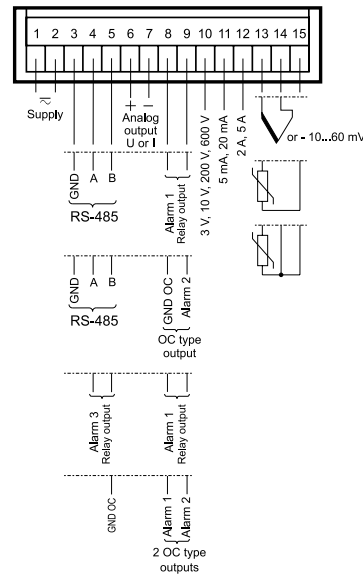 1 2 3 4 5 6 7 8 9 10 11 12 13 14 15
Supply
+ −
Analog
output
U or I
3 V, 10 V, 200 V, 600 V
5 mA, 20 mA
2 A, 5 A
or - 10...60 mV
GND A B
RS-485
Alarm 1
Relay output
GND A B
RS-485
GND OC
Alarm 2
OC type
output
Alarm 3
Relay output
Alarm 1
Relay output
GND OC
Alarm 1
Alarm 2
2 OC type
outputs